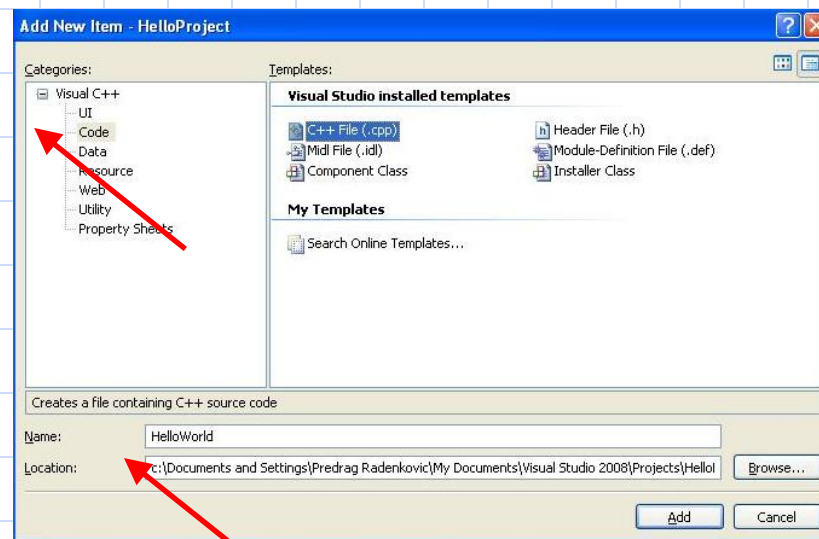 Add New Item - HelloProject
Categories:
Templates:
Visual C++
UI
Code
Data
Resource
Web
Utility
Property Sheets
Visual Studio installed templates
C++ File (.cpp)
Header File (.h)
Midl File (.idl)
Module-Definition File (.def)
Component Class
Installer Class
My Templates
Search Online Templates...
Creates a file containing C++ source code
Name: HelloWorld
Location: c:\Documents and Settings\Predrag Radenkovic\My Documents\Visual Studio 2008\Projects\Hellol Browse...
Add Cancel